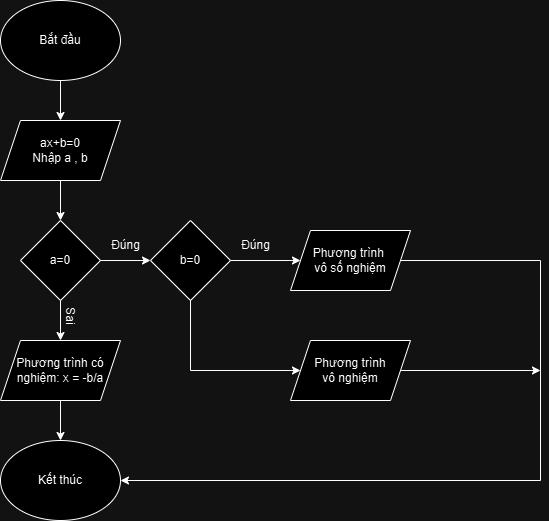 Bắt đầu
ax+b=0
Nhập a , b
a=0
Đúng
b=0
Đúng
Phương trình
vô số nghiệm
Sai
Phương trình có
nghiệm: x = -b/a
Phương trình
vô nghiệm
Kết thúc